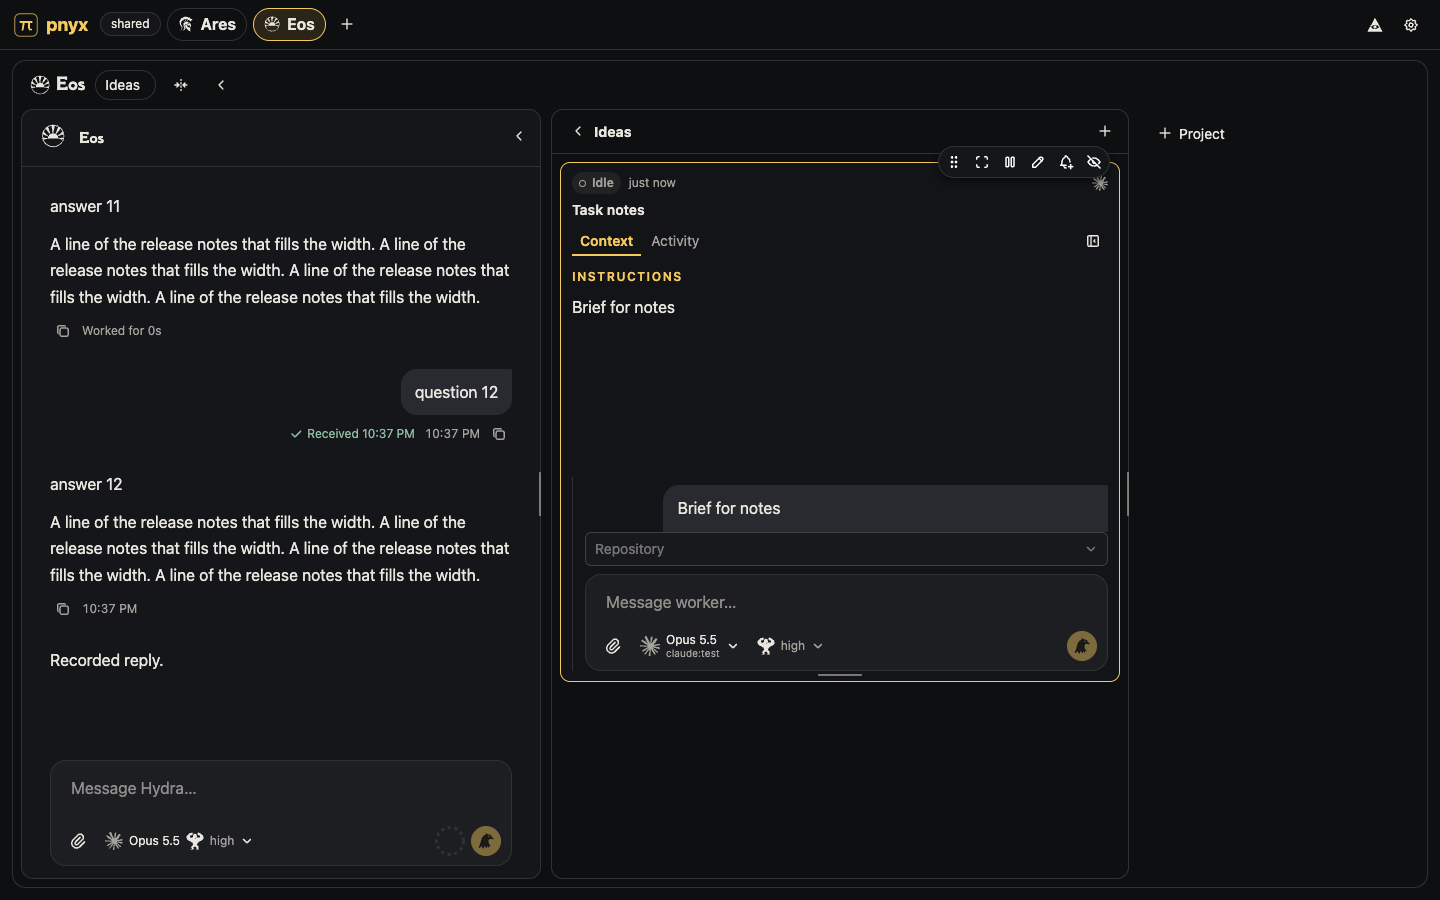 π pnyx shared Ares Eos +
Eos Ideas
Eos
answer 11
A line of the release notes that fills the width. A line of the
release notes that fills the width. A line of the release notes that
fills the width. A line of the release notes that fills the width.
Worked for 0s
question 12
Received 10:37 PM 10:37 PM
answer 12
A line of the release notes that fills the width. A line of the
release notes that fills the width. A line of the release notes that
fills the width. A line of the release notes that fills the width.
10:37 PM
Recorded reply.
Message Hydra...
Opus 5.5 high
Ideas +
Idle just now
Task notes
Context Activity
INSTRUCTIONS
Brief for notes
Brief for notes
Repository
Message worker...
Opus 5.5
claude:test
high
+ Project